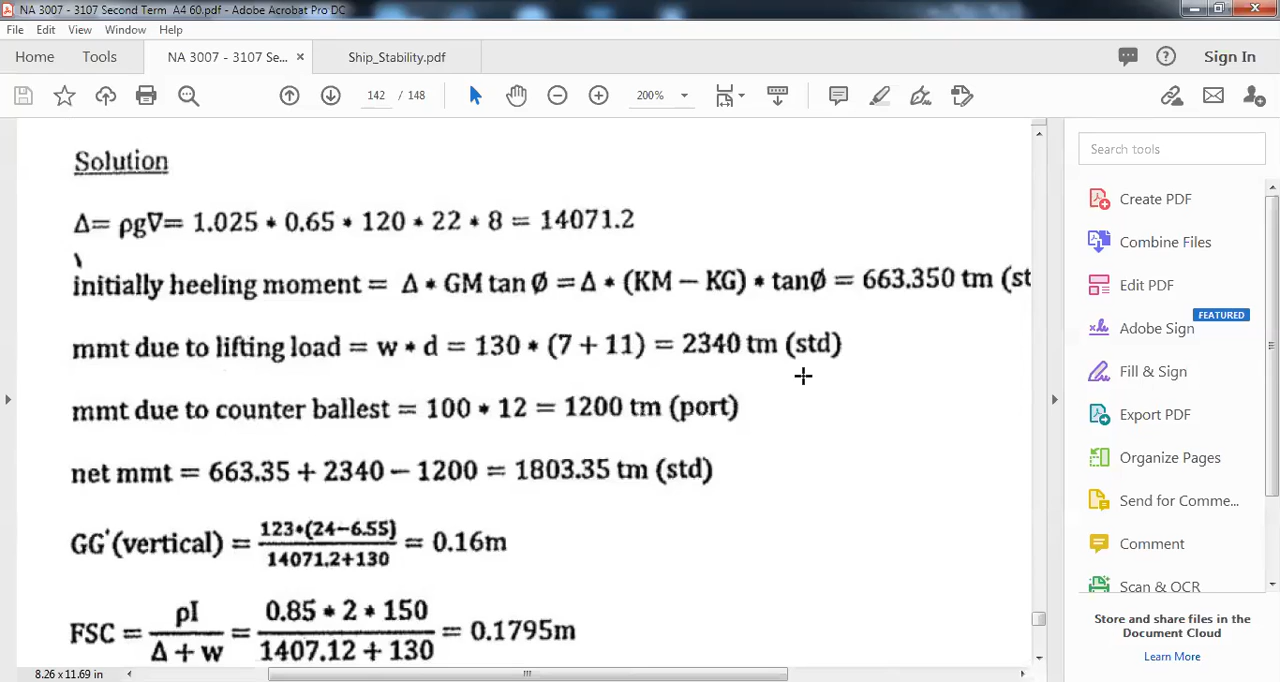 NA 3007 - 3107 Second Term A4 60.pdf - Adobe Acrobat Pro DC
File Edit View Window Help
Home Tools NA 3007 - 3107 Se... × Ship_Stability.pdf Sign In
142 / 148 200%
Search tools
Solution
Δ= ρg∇= 1.025 * 0.65 * 120 * 22 * 8 = 14071.2
initially heeling moment = Δ * GM tan Ø = Δ * (KM − KG) * tanØ = 663.350 tm (st
mmt due to lifting load = w * d = 130 * (7 + 11) = 2340 tm (std)
mmt due to counter ballest = 100 * 12 = 1200 tm (port)
net mmt = 663.35 + 2340 − 1200 = 1803.35 tm (std)
GG'(vertical) = 123*(24−6.55) / 14071.2+130 = 0.16m
FSC = ρI / Δ + w = 0.85 * 2 * 150 / 1407.12 + 130 = 0.1795m
8.26 x 11.69 in
Create PDF
Combine Files
Edit PDF
FEATURED
Adobe Sign
Fill & Sign
Export PDF
Organize Pages
Send for Comme...
Comment
Scan & OCR
Store and share files in the
Document Cloud
Learn More